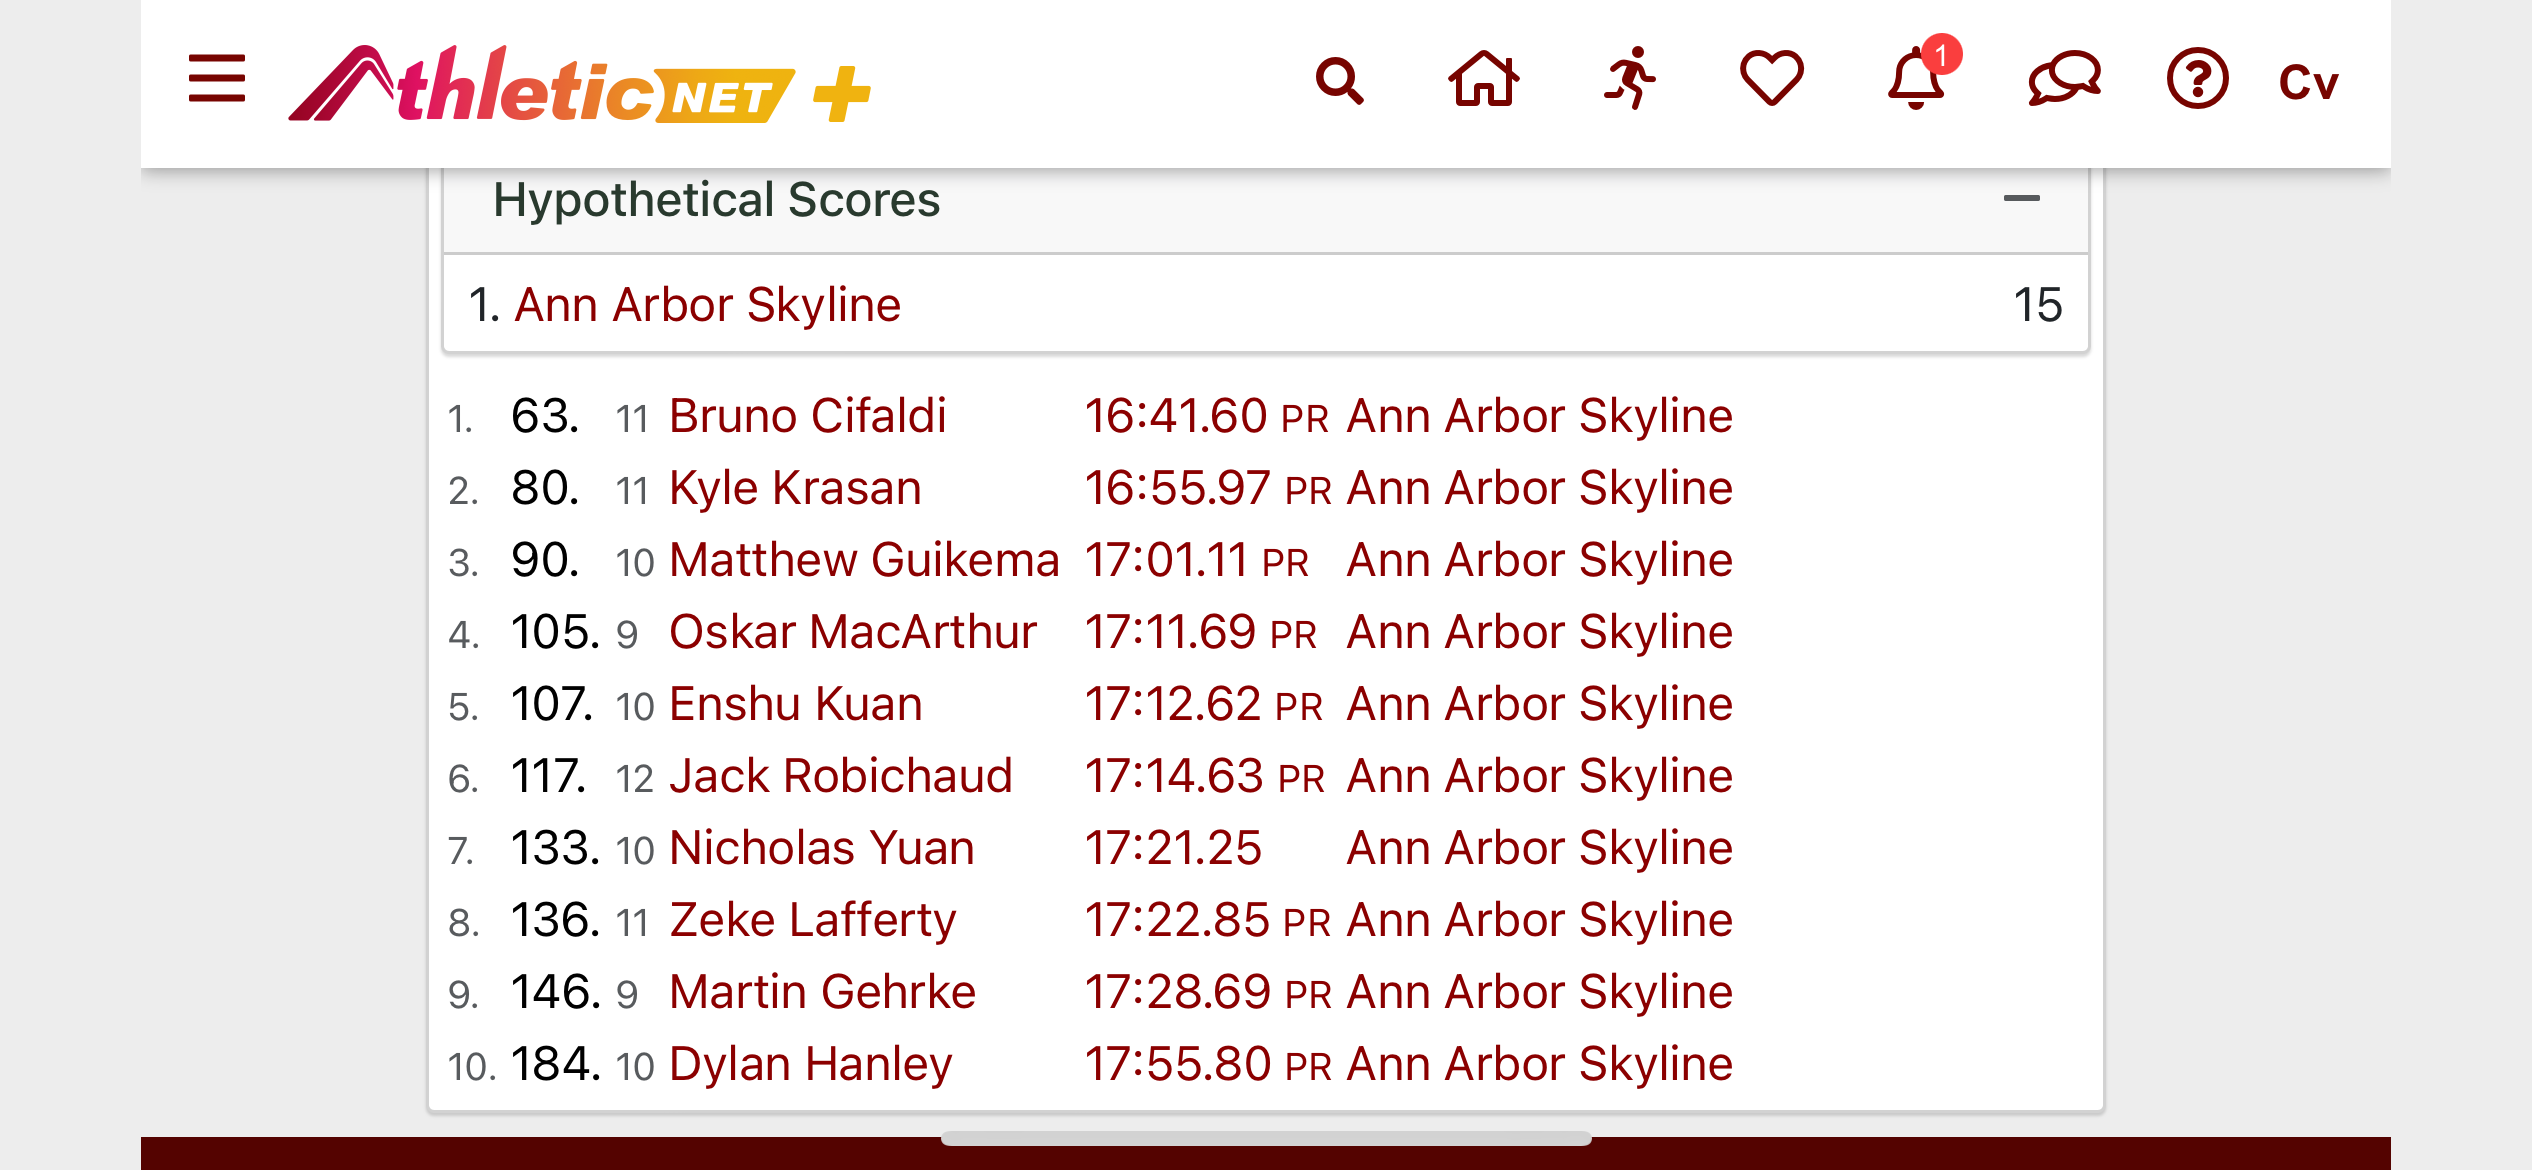 AthleticNET +
1
?
Cv
Hypothetical Scores
1. Ann Arbor Skyline 15
1. 63. 11 Bruno Cifaldi 16:41.60 PR Ann Arbor Skyline
2. 80. 11 Kyle Krasan 16:55.97 PR Ann Arbor Skyline
3. 90. 10 Matthew Guikema 17:01.11 PR Ann Arbor Skyline
4. 105. 9 Oskar MacArthur 17:11.69 PR Ann Arbor Skyline
5. 107. 10 Enshu Kuan 17:12.62 PR Ann Arbor Skyline
6. 117. 12 Jack Robichaud 17:14.63 PR Ann Arbor Skyline
7. 133. 10 Nicholas Yuan 17:21.25 Ann Arbor Skyline
8. 136. 11 Zeke Lafferty 17:22.85 PR Ann Arbor Skyline
9. 146. 9 Martin Gehrke 17:28.69 PR Ann Arbor Skyline
10. 184. 10 Dylan Hanley 17:55.80 PR Ann Arbor Skyline